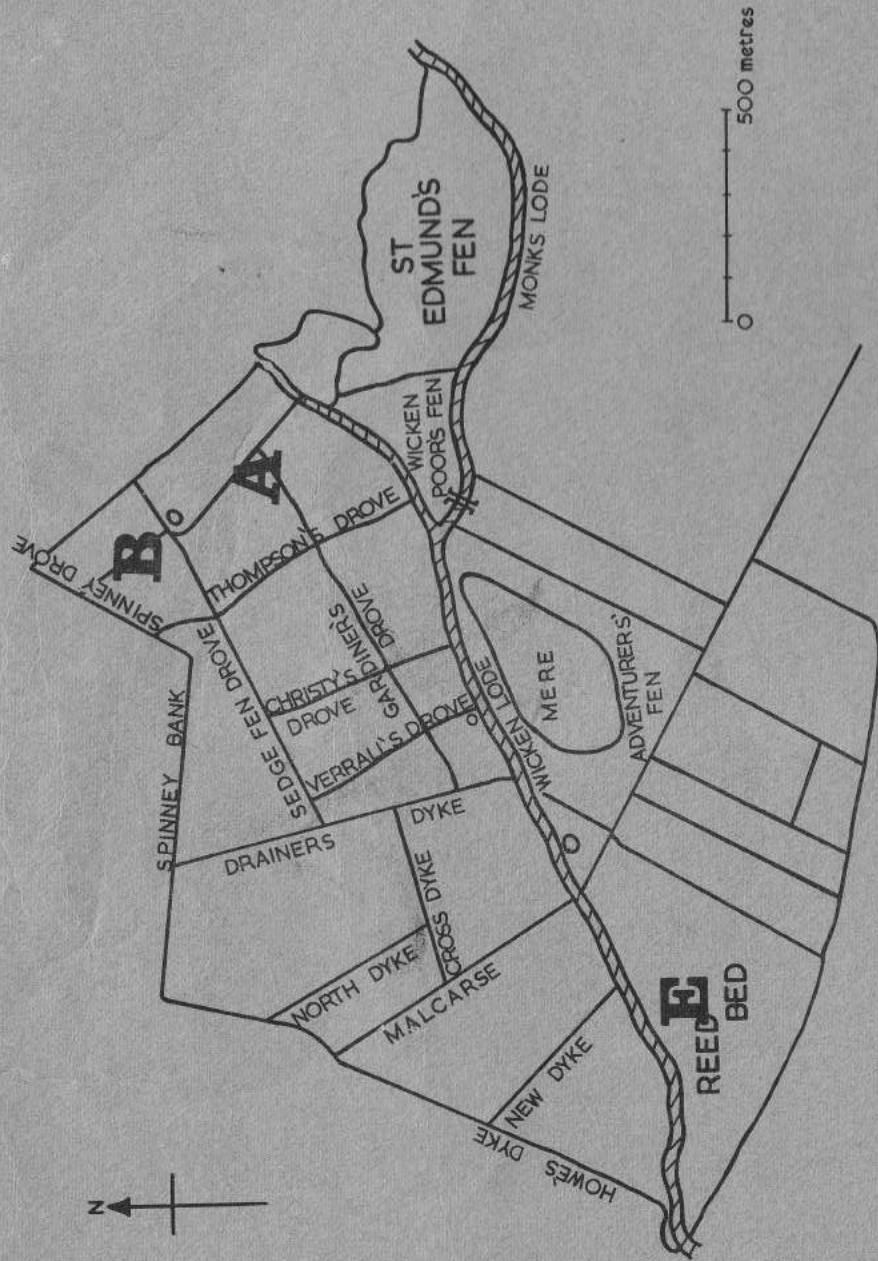 N
SPINNEY BANK
SPINNEY DROVE
B
A
SEDGE FEN DROVE
THOMPSON'S DROVE
CHRISTY'S
DROVE
GARDINER'S
DROVE
VERRALL'S DROVE
DRAINERS
DYKE
CROSS DYKE
NORTH DYKE
MALCARSE
NEW DYKE
HOWE'S DYKE
WICKEN LODE
WICKEN
POOR'S FEN
ST
EDMUND'S
FEN
MONKS LODE
MERE
ADVENTURERS'
FEN
E
REED
BED
0 500 metres